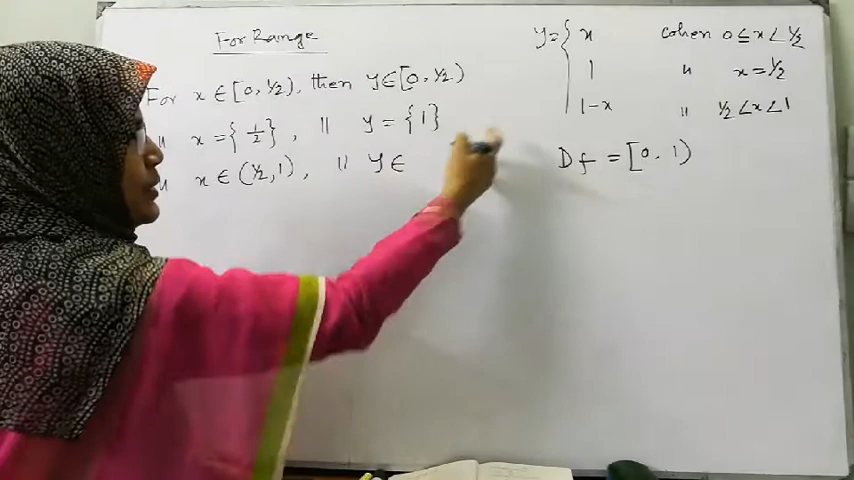 For Range
For x ∈ [0, 1/2), then y ∈ [0, 1/2)
" x = {1/2}, " y = {1}
" x ∈ (1/2, 1), " y ∈
y = { x when 0 ≤ x < 1/2
1 " x = 1/2
1-x " 1/2 < x < 1
Df = [0, 1)